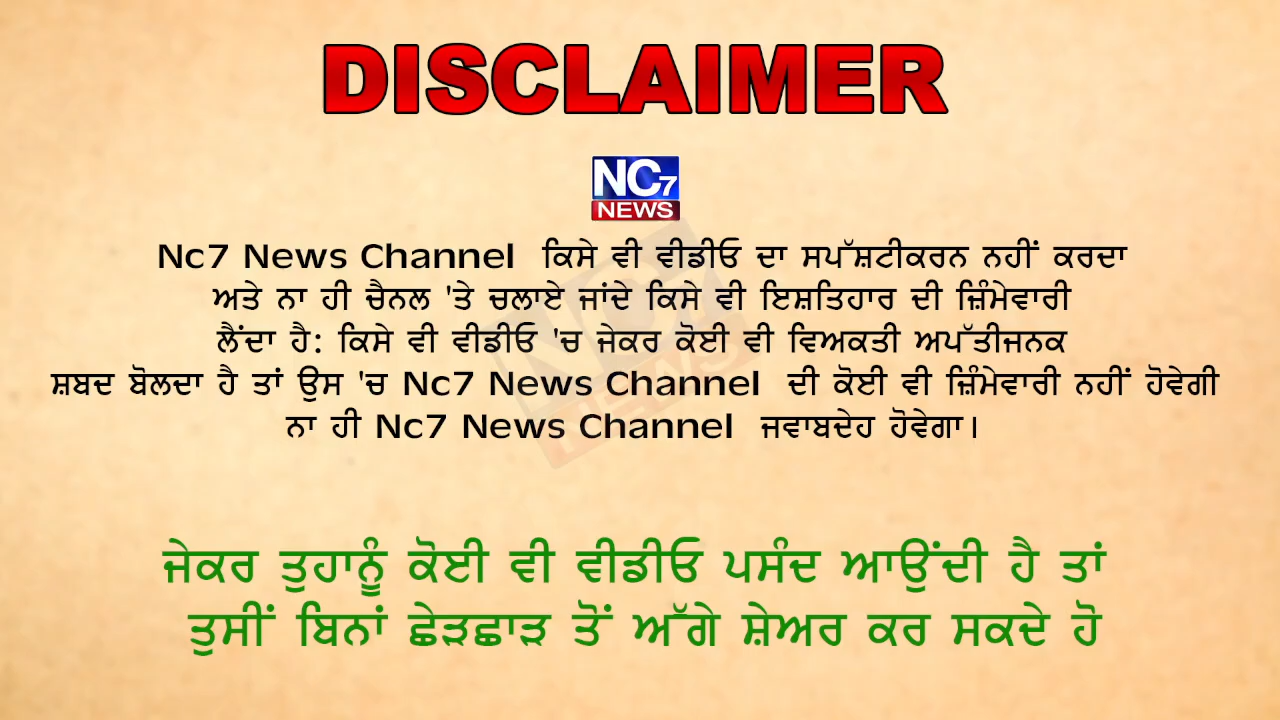 DISCLAIMER
NC7
NEWS
Nc7 News Channel ਕਿਸੇ ਵੀ ਵੀਡੀਓ ਦਾ ਸਪੱਸ਼ਟੀਕਰਨ ਨਹੀਂ ਕਰਦਾ
ਅਤੇ ਨਾ ਹੀ ਚੈਨਲ 'ਤੇ ਚਲਾਏ ਜਾਂਦੇ ਕਿਸੇ ਵੀ ਇਸ਼ਤਿਹਾਰ ਦੀ ਜ਼ਿੰਮੇਵਾਰੀ
ਲੈਂਦਾ ਹੈ: ਕਿਸੇ ਵੀ ਵੀਡੀਓ 'ਚ ਜੇਕਰ ਕੋਈ ਵੀ ਵਿਅਕਤੀ ਅਪੱਤੀਜਨਕ
ਸ਼ਬਦ ਬੋਲਦਾ ਹੈ ਤਾਂ ਉਸ 'ਚ Nc7 News Channel ਦੀ ਕੋਈ ਵੀ ਜ਼ਿੰਮੇਵਾਰੀ ਨਹੀਂ ਹੋਵੇਗੀ
ਨਾ ਹੀ Nc7 News Channel ਜਵਾਬਦੇਹ ਹੋਵੇਗਾ।
ਜੇਕਰ ਤੁਹਾਨੂੰ ਕੋਈ ਵੀ ਵੀਡੀਓ ਪਸੰਦ ਆਉਂਦੀ ਹੈ ਤਾਂ
ਤੁਸੀਂ ਬਿਨਾਂ ਛੇੜਛਾੜ ਤੋਂ ਅੱਗੇ ਸ਼ੇਅਰ ਕਰ ਸਕਦੇ ਹੋ